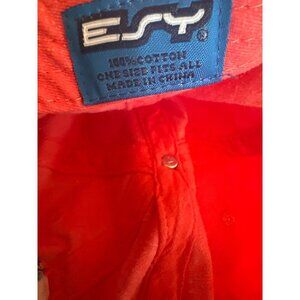 ESY
100% COTTON
ONE SIZE FITS ALL
MADE IN CHINA